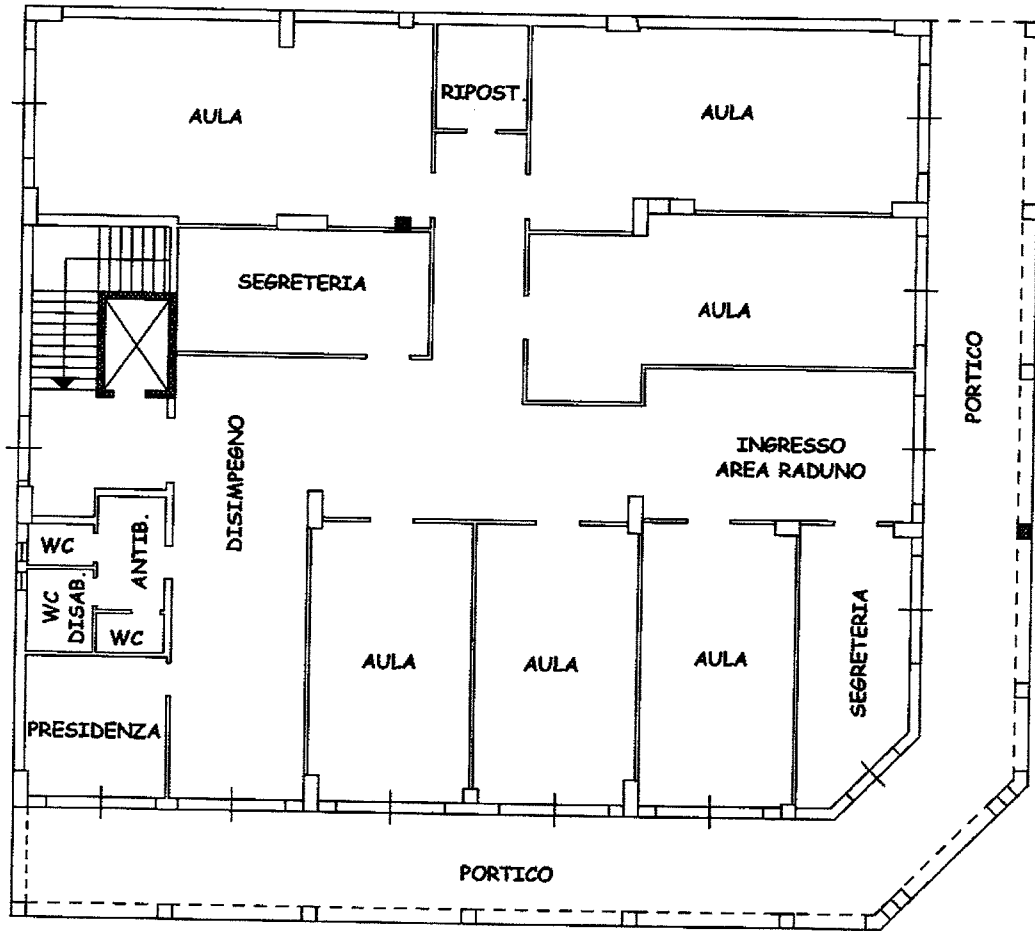 AULA
RIPOST.
AULA
SEGRETERIA
AULA
PORTICO
DISIMPEGNO
INGRESSO
AREA RADUNO
WC
ANTIB.
WC
DISAB.
WC
AULA
AULA
AULA
SEGRETERIA
PRESIDENZA
PORTICO